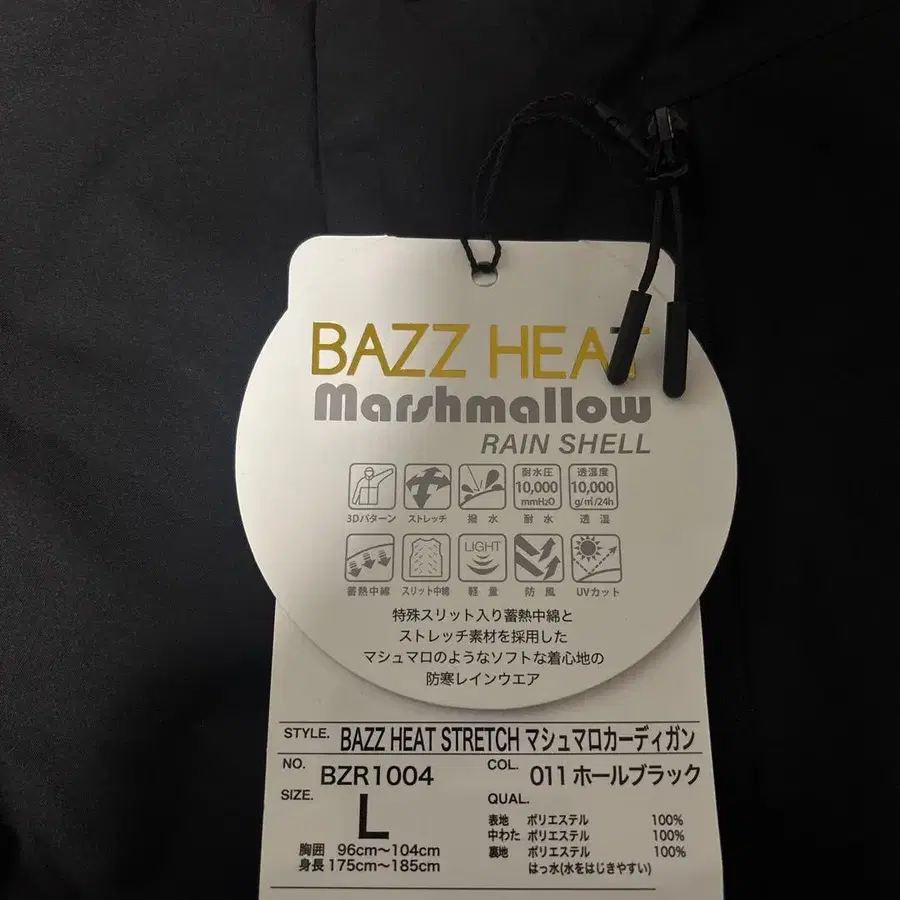 BAZZ HEAT
Marshmallow
RAIN SHELL
耐水圧 10,000 mmH2O
透湿度 10,000 g/㎡/24h
3Dパターン ストレッチ 撥水 耐水 透湿
LIGHT
蓄熱中綿 スリット中綿 軽量 防風 UVカット
特殊スリット入り蓄熱中綿と
ストレッチ素材を採用した
マシュマロのようなソフトな着心地の
防寒レインウエア
STYLE. BAZZ HEAT STRETCH マシュマロカーディガン
NO. BZR1004 COL. 011 ホールブラック
SIZE. L
胸囲 96cm〜104cm
身長 175cm〜185cm
QUAL.
表地 ポリエステル 100%
中わた ポリエステル 100%
裏地 ポリエステル 100%
はっ水(水をはじきやすい)